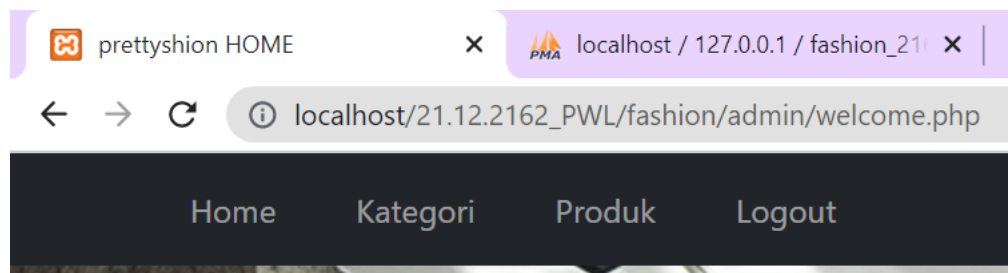 prettyshion HOME
PMA localhost / 127.0.0.1 / fashion_21
localhost/21.12.2162_PWL/fashion/admin/welcome.php
Home Kategori Produk Logout